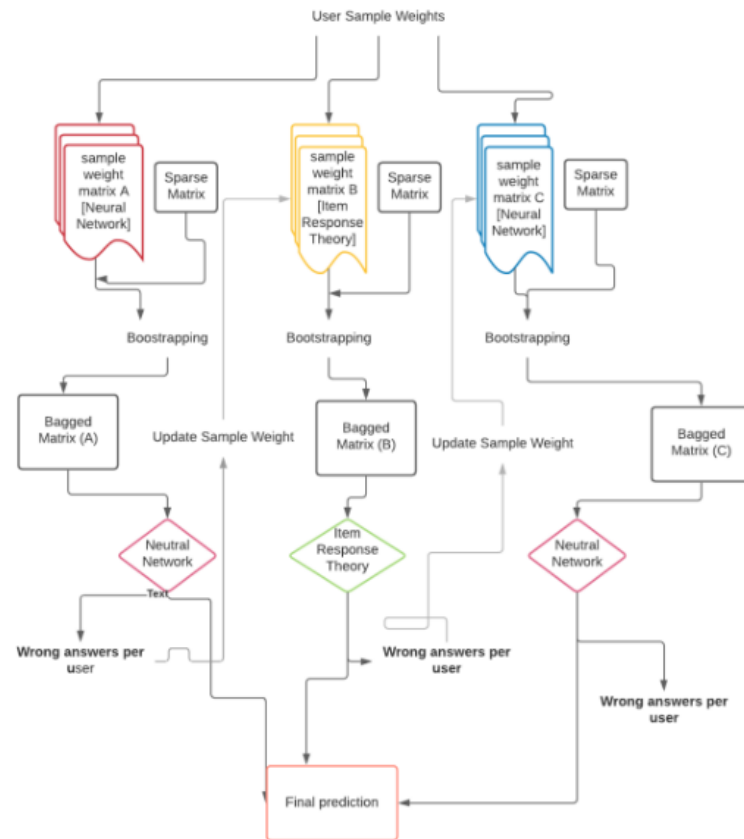 User Sample Weights
sample
weight
matrix A
[Neural
Network]
Sparse
Matrix
sample
weight
matrix B
[Item
Response
Theory]
Sparse
Matrix
sample
weight
matrix C
[Neural
Network]
Sparse
Matrix
Boostrapping
Bootstrapping
Bootstrapping
Bagged
Matrix (A)
Update Sample Weight
Bagged
Matrix (B)
Update Sample Weight
Bagged
Matrix (C)
Neutral
Network
Item
Response
Theory
Neutral
Network
Text
Wrong answers per
user
Wrong answers per
user
Wrong answers per
user
Final prediction